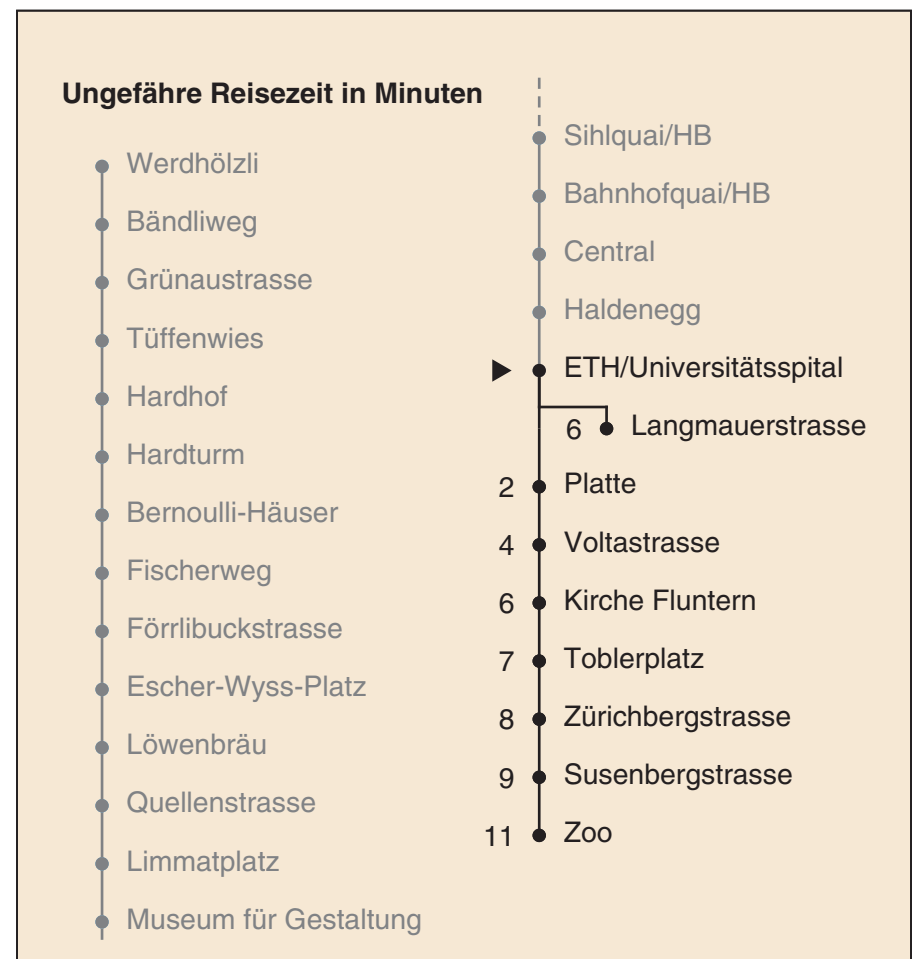 Ungefähre Reisezeit in Minuten
Werdhölzli
Bändliweg
Grünaustrasse
Tüffenwies
Hardhof
Hardturm
Bernoulli-Häuser
Fischerweg
Förrlibuckstrasse
Escher-Wyss-Platz
Löwenbräu
Quellenstrasse
Limmatplatz
Museum für Gestaltung
Sihlquai/HB
Bahnhofquai/HB
Central
Haldenegg
ETH/Universitätsspital
6 Langmauerstrasse
2 Platte
4 Voltastrasse
6 Kirche Fluntern
7 Toblerplatz
8 Zürichbergstrasse
9 Susenbergstrasse
11 Zoo